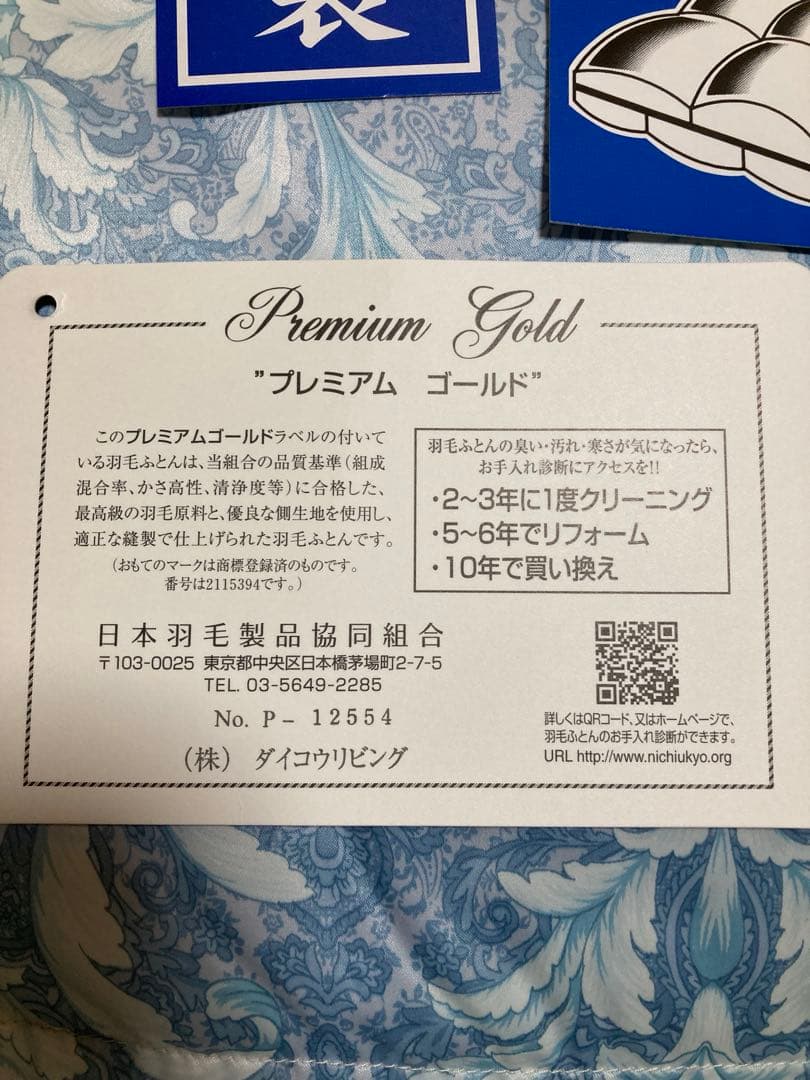 製
Premium Gold
”プレミアム ゴールド”
このプレミアムゴールドラベルの付いて
いる羽毛ふとんは、当組合の品質基準(組成
混合率、かさ高性、清浄度等)に合格した、
最高級の羽毛原料と、優良な側生地を使用し、
適正な縫製で仕上げられた羽毛ふとんです。
(おもてのマークは商標登録済のものです。
番号は2115394です。)
羽毛ふとんの臭い・汚れ・寒さが気になったら、
お手入れ診断にアクセスを!!
・2~3年に1度クリーニング
・5~6年でリフォーム
・10年で買い換え
日本羽毛製品協同組合
〒103-0025 東京都中央区日本橋茅場町2-7-5
TEL. 03-5649-2285
No. P- 12554
(株) ダイコウリビング
詳しくはQRコード、又はホームページで、
羽毛ふとんのお手入れ診断ができます。
URL http://www.nichiukyo.org